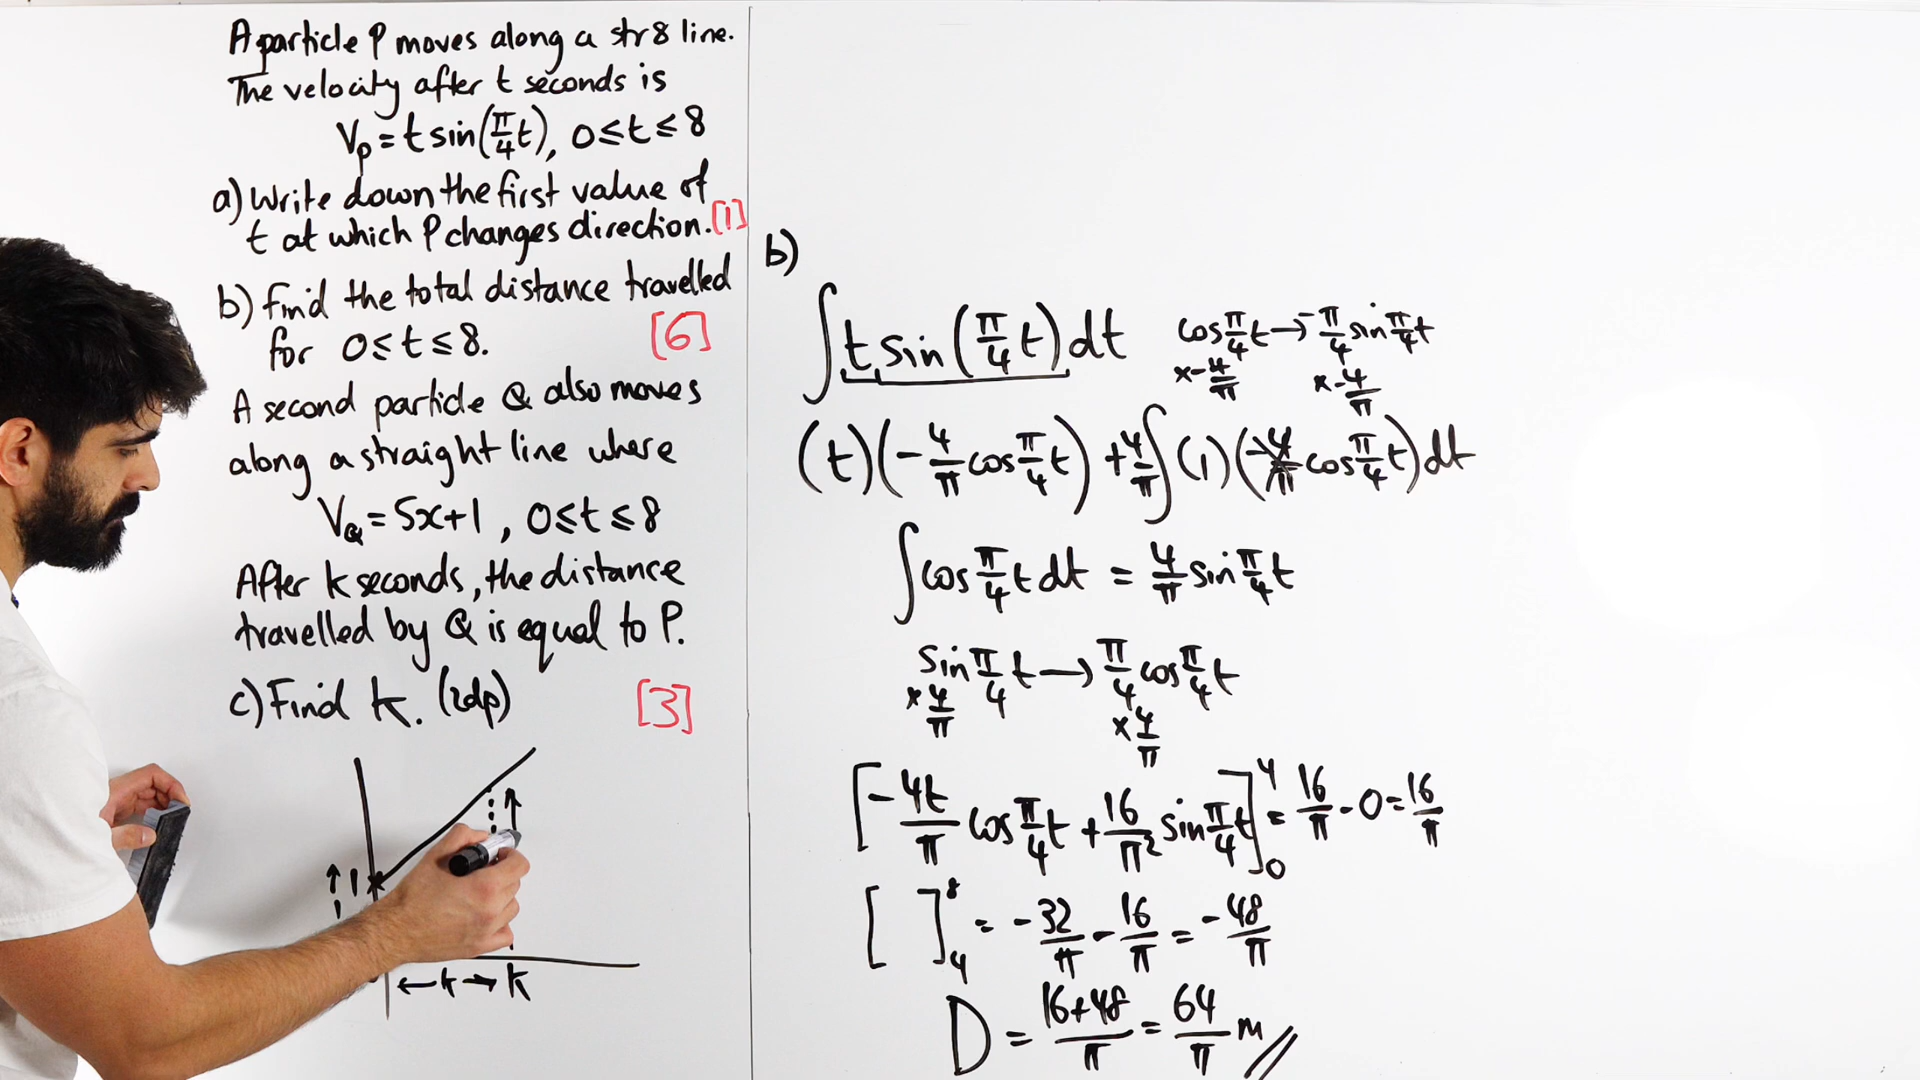 A particle P moves along a str8 line.
The velocity after t seconds is
Vₚ = t sin(π/4 t), 0 ≤ t ≤ 8
a) Write down the first value of
t at which P changes direction. [1]
b) Find the total distance travelled
for 0 ≤ t ≤ 8. [6]
A second particle Q also moves
along a straight line where
V_Q = 5x+1, 0 ≤ t ≤ 8
After k seconds, the distance
travelled by Q is equal to P.
c) Find k. (2dp) [3]
1
← k → k
b)
∫ t sin(π/4 t) dt
cos π/4 t → -π/4 sin π/4 t
×-4/π ×-4/π
(t)(-4/π cos π/4 t) + 4/π ∫ (1)(-4/π cos π/4 t) dt
∫ cos π/4 t dt = 4/π sin π/4 t
sin π/4 t → π/4 cos π/4 t
×4/π ×4/π
[-4t/π cos π/4 t + 16/π² sin π/4 t]⁴₀ = 16/π - 0 = 16/π
[ ]⁸₄ = -32/π - 16/π = -48/π
D = 16+48/π = 64/π m //